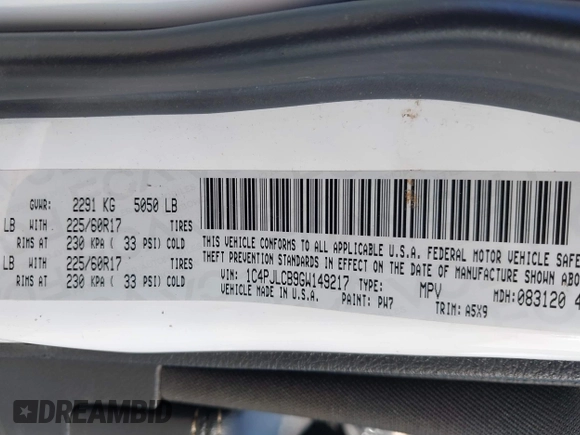 GVWR: 2291 KG 5050 LB
LB WITH 225/60R17 TIRES
RIMS AT 230 KPA ( 33 PSI) COLD
LB WITH 225/60R17 TIRES
RIMS AT 230 KPA ( 33 PSI) COLD
THIS VEHICLE CONFORMS TO ALL APPLICABLE U.S.A. FEDERAL MOTOR VEHICLE SAFE
THEFT PREVENTION STANDARDS IN EFFECT ON THE DATE OF MANUFACTURE SHOWN ABO
VIN: 1C4PJLCB9GW149217 TYPE: MPV MDH: 083120 4
VEHICLE MADE IN U.S.A. PAINT: PW7 TRIM: A5X9
DREAMBID